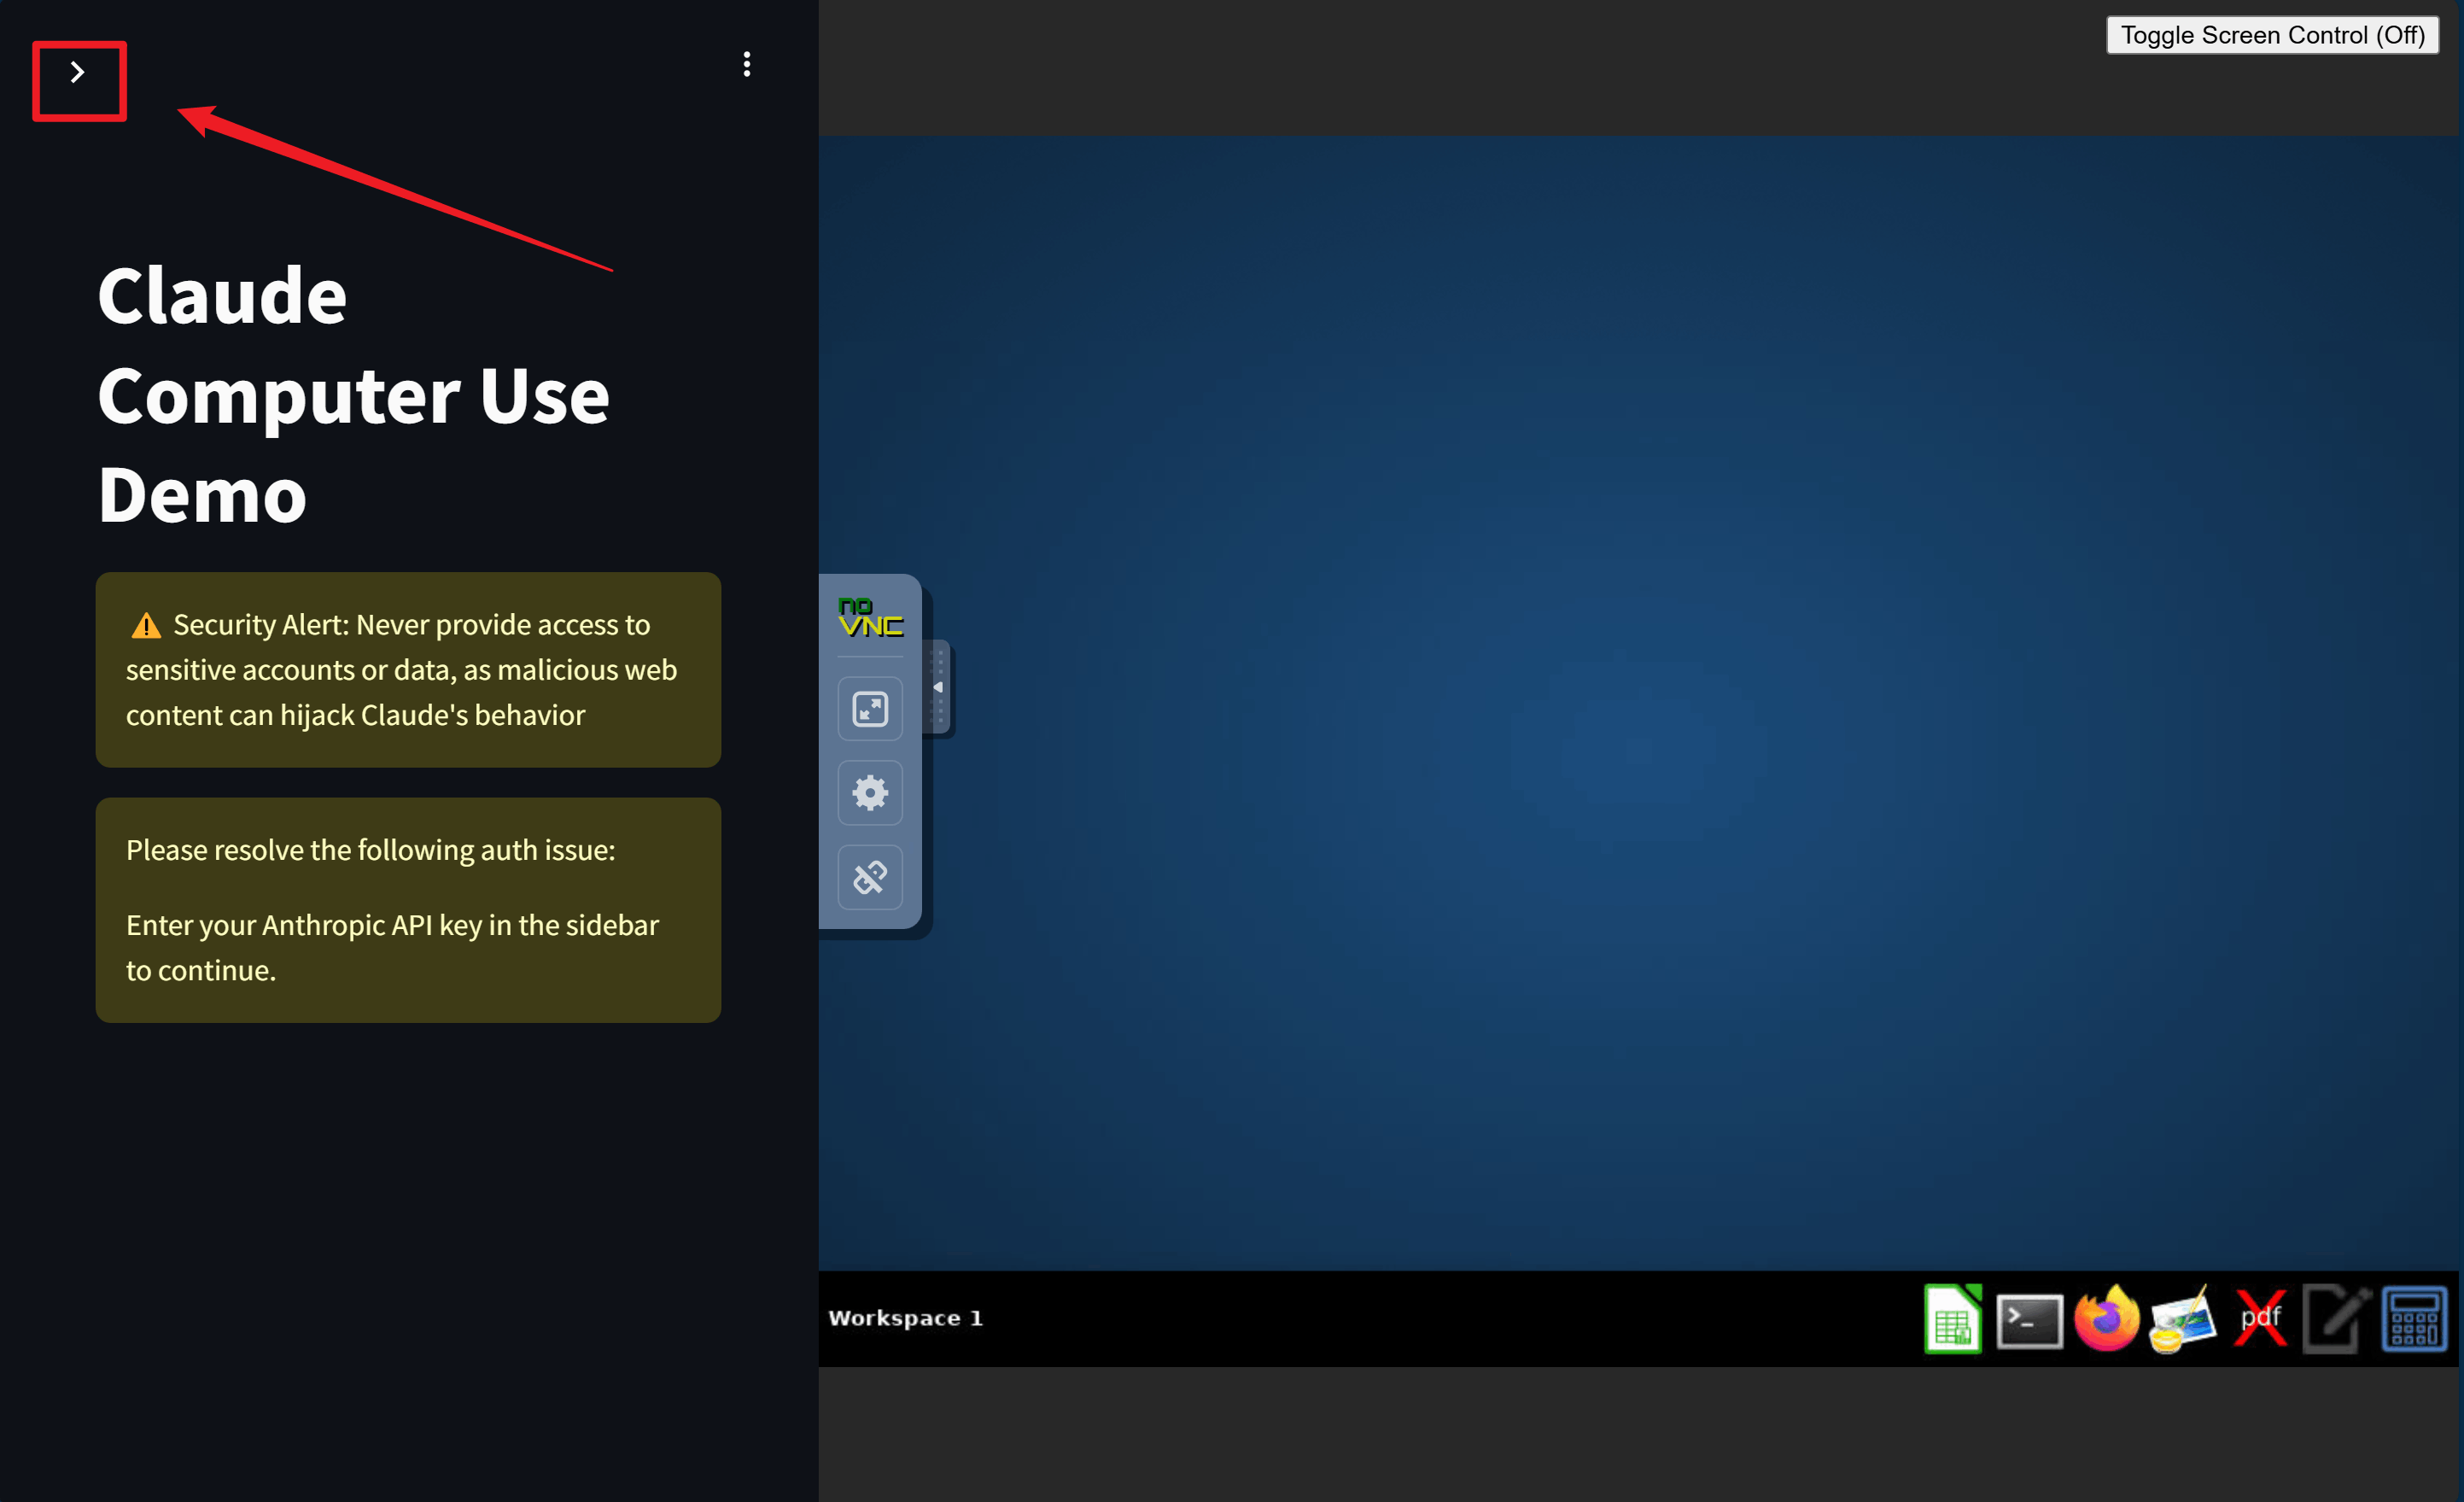 Toggle Screen Control (Off)
Claude
Computer Use
Demo
Security Alert: Never provide access to
sensitive accounts or data, as malicious web
content can hijack Claude's behavior
Please resolve the following auth issue:
Enter your Anthropic API key in the sidebar
to continue.
no
VNC
Workspace 1
pdf